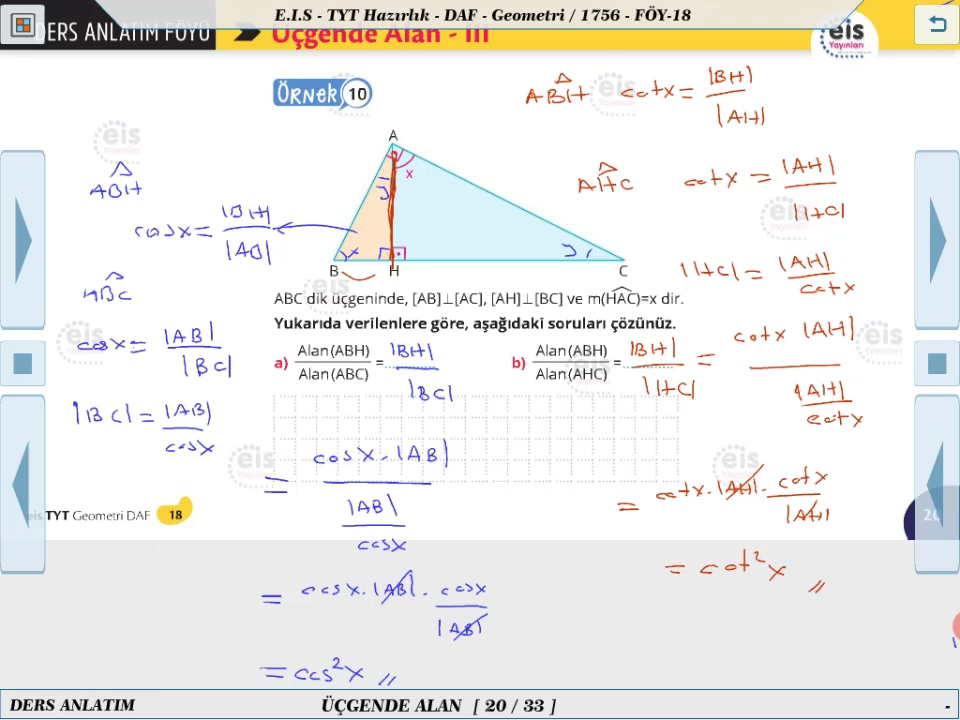 E.I.S - TYT Hazırlık - DAF - Geometri / 1756 - FÖY-18
DERS ANLATIM FÖYÜ
Üçgende Alan - III
eis
Yayınları
ÖRNEK 10
ABH cotx = |BH| / |AH|
A
x
B
H
C
x
ABH
cosx = |BH| / |AB|
AHC cotx = |AH| / |HC|
|HC| = |AH| / cotx
ABC
cosx = |AB| / |BC|
|BC| = |AB| / cosx
ABC dik üçgeninde, [AB]⊥[AC], [AH]⊥[BC] ve m(HAC)=x dir.
Yukarıda verilenlere göre, aşağıdaki soruları çözünüz.
a) Alan(ABH) / Alan(ABC) = |BH| / |BC|
= cosx.|AB| / |AB| / cosx
= cosx.|AB| . cosx / |AB|
= cos²x //
b) Alan(ABH) / Alan(AHC) = |BH| / |HC| = cotx |AH| / |AH| / cotx
= cotx.|AH|. cotx / |AH|
= cot²x //
eis TYT Geometri DAF 18
20
DERS ANLATIM
ÜÇGENDE ALAN [ 20 / 33 ]
-